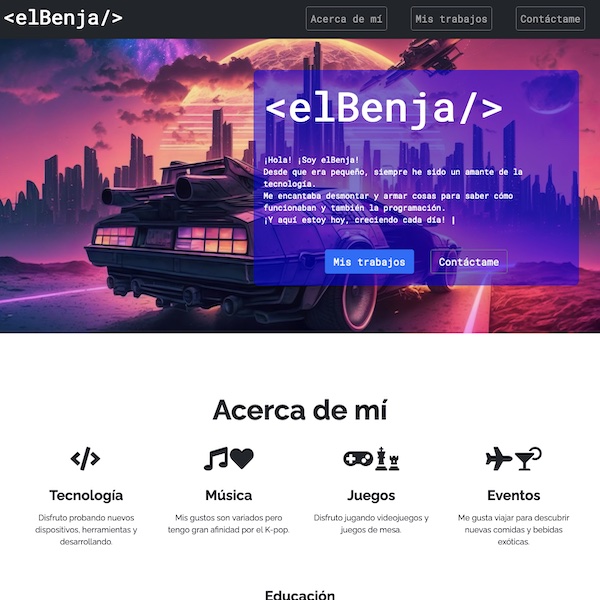 <elBenja/>
Acerca de mí
Mis trabajos
Contáctame
<elBenja/>
¡Hola! ¡Soy elBenja!
Desde que era pequeño, siempre he sido un amante de la
tecnología.
Me encantaba desmontar y armar cosas para saber cómo
funcionaban y también la programación.
¡Y aquí estoy hoy, creciendo cada día! |
Mis trabajos
Contáctame
Acerca de mí
Tecnología
Disfruto probando nuevos
dispositivos, herramientas y
desarrollando.
Música
Mis gustos son variados pero
tengo gran afinidad por el K-pop.
Juegos
Disfruto jugando videojuegos y
juegos de mesa.
Eventos
Me gusta viajar para descubrir
nuevas comidas y bebidas
exóticas.
Educación